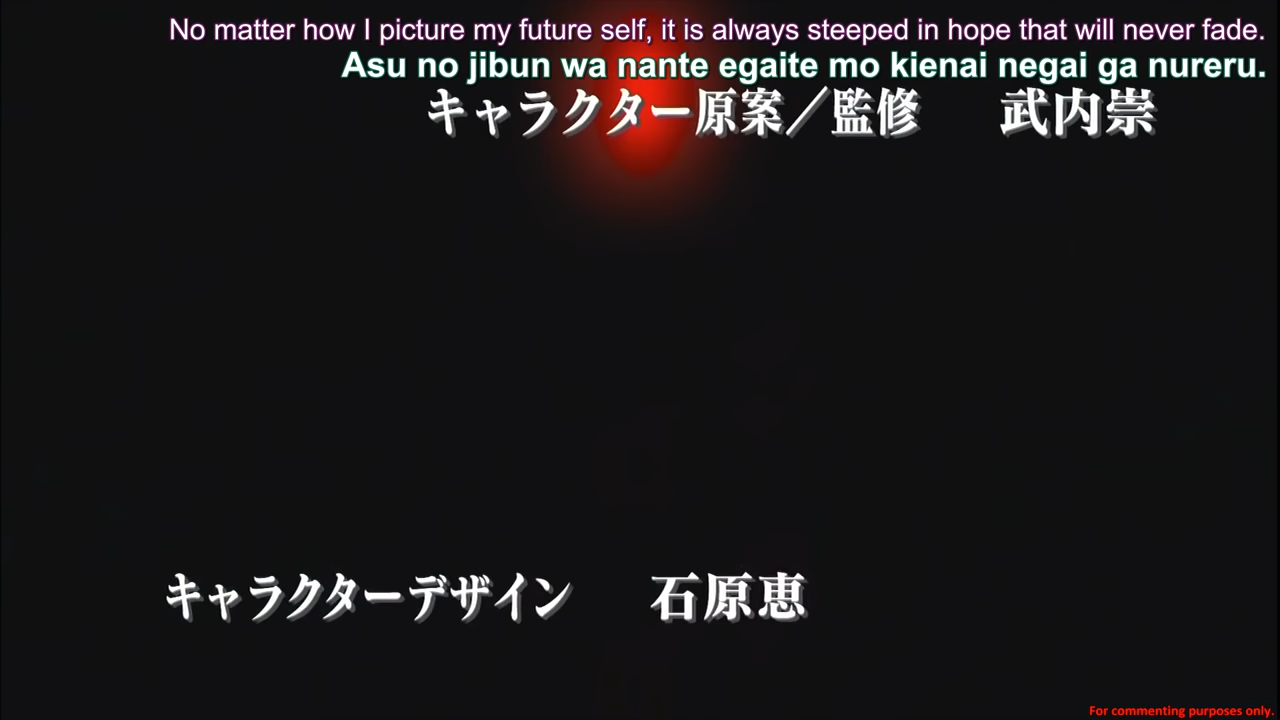 No matter how I picture my future self, it is always steeped in hope that will never fade.
Asu no jibun wa nante egaite mo kienai negai ga nureru.
キャラクター原案／監修 武内崇
キャラクターデザイン 石原恵
For commenting purposes only.